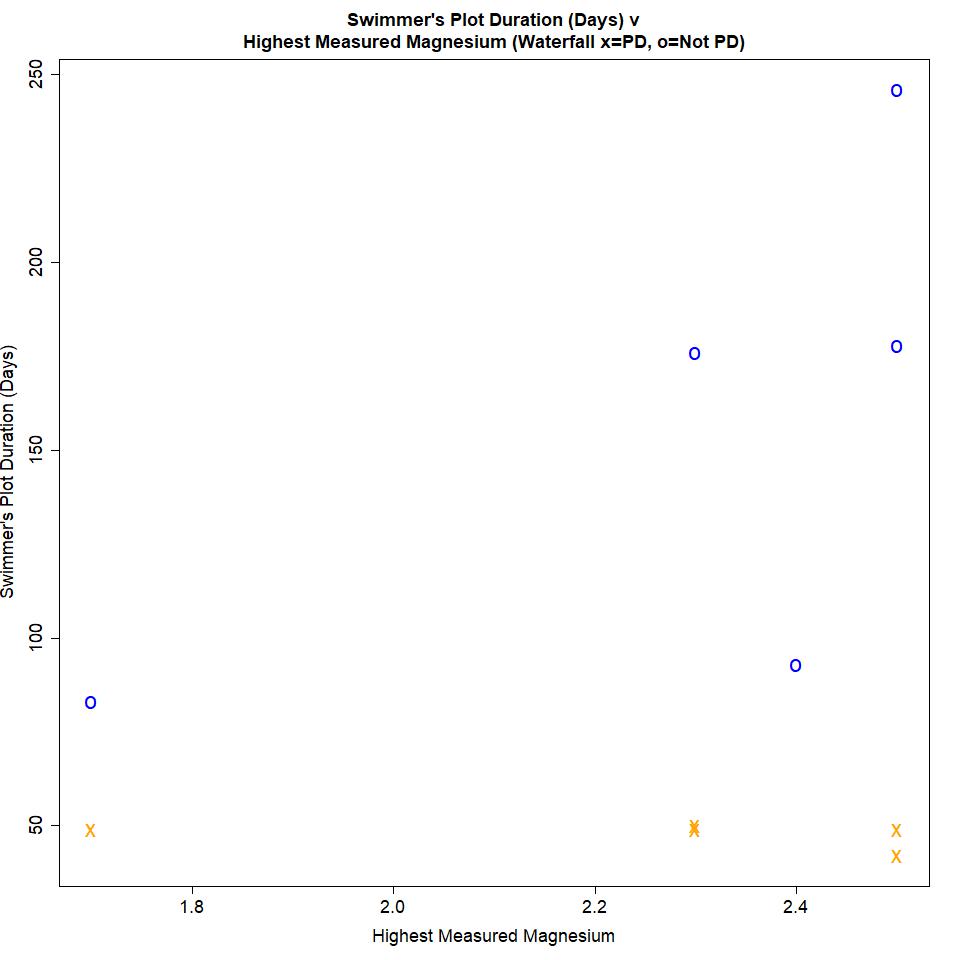 Swimmer's Plot Duration (Days) v
Highest Measured Magnesium (Waterfall x=PD, o=Not PD)
Swimmer's Plot Duration (Days)
250
200
150
100
50
o
o
o
o
o
x
x
x
x
x
1.8
2.0
2.2
2.4
Highest Measured Magnesium